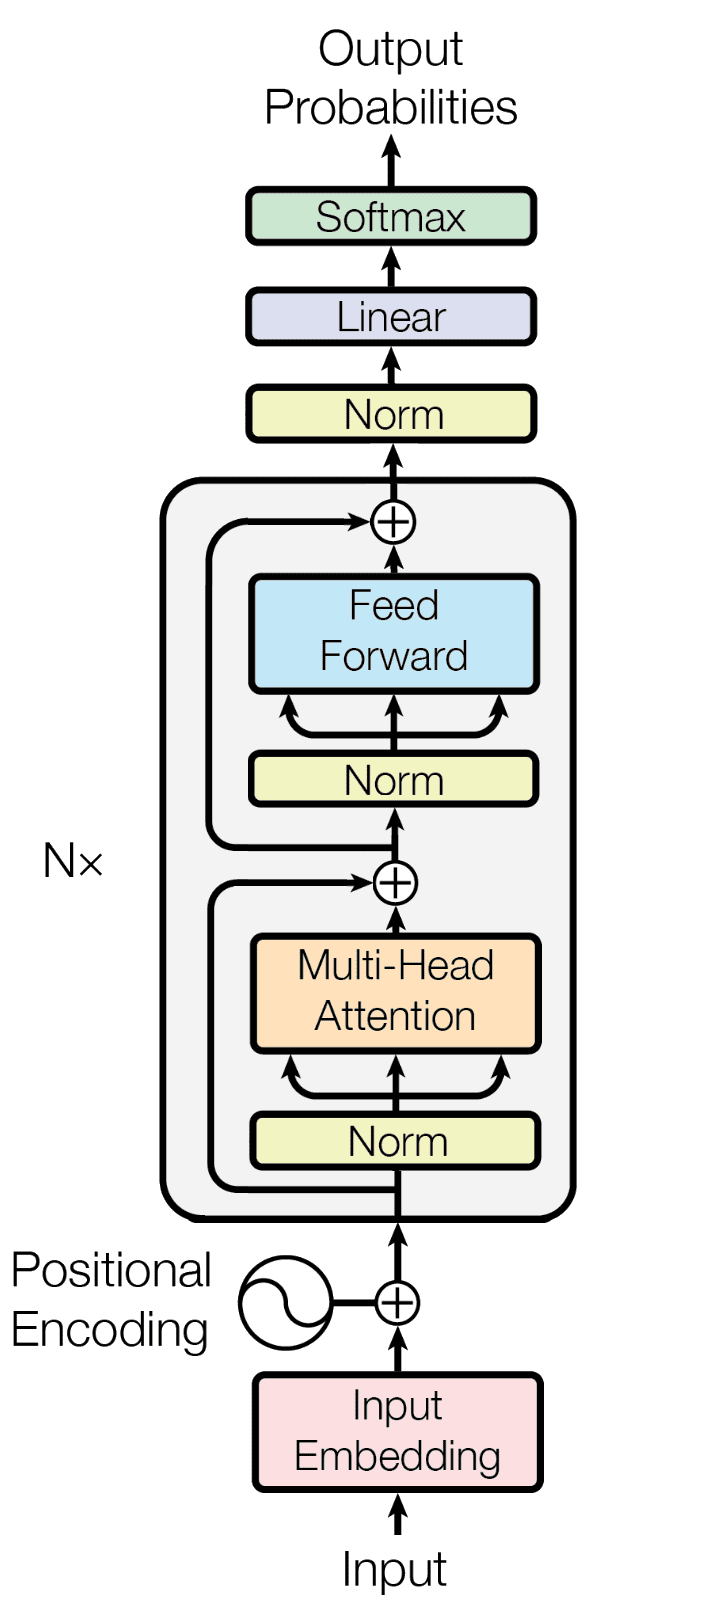 Output
Probabilities
Softmax
Linear
Norm
Feed
Forward
Norm
N×
Multi-Head
Attention
Norm
Positional
Encoding
Input
Embedding
Input